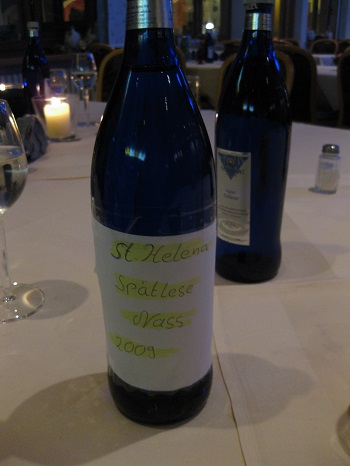 St. Helena
Spätlese
Nass
2009